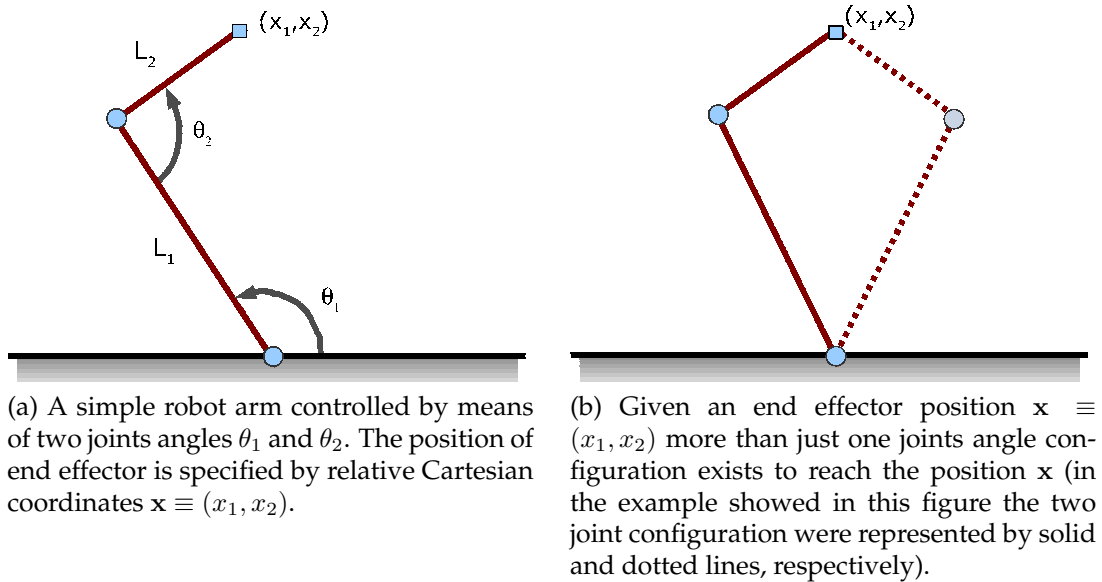 (x₁,x₂)
L₂
θ₂
L₁
θ₁
(a) A simple robot arm controlled by means
of two joints angles θ₁ and θ₂. The position of
end effector is specified by relative Cartesian
coordinates x ≡ (x₁, x₂).
(x₁,x₂)
(b) Given an end effector position x ≡
(x₁, x₂) more than just one joints angle con-
figuration exists to reach the position x (in
the example showed in this figure the two
joint configuration were represented by solid
and dotted lines, respectively).